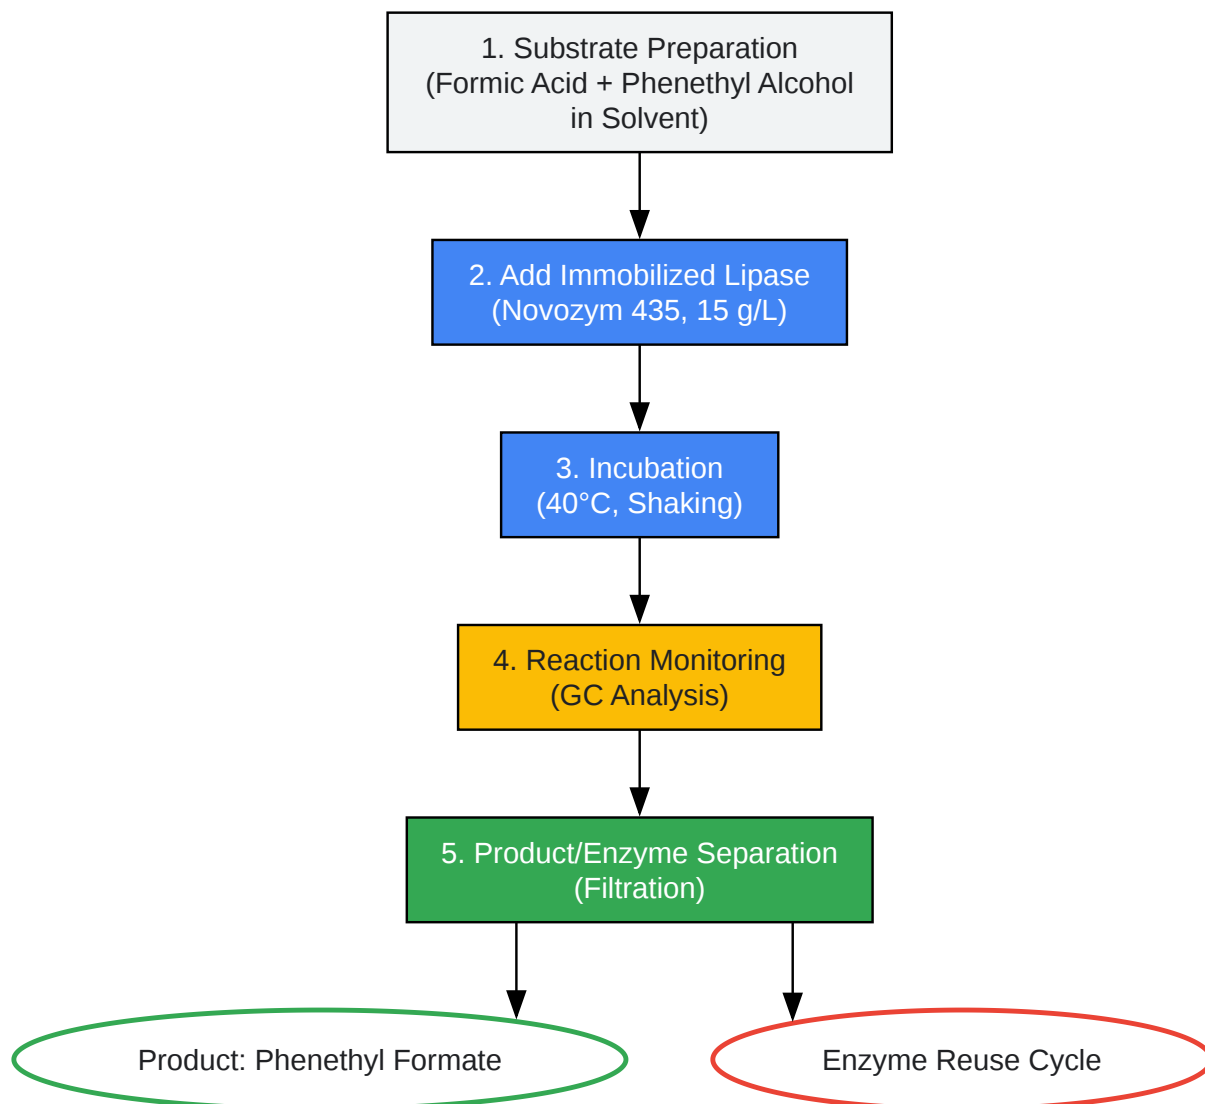 1. Substrate Preparation
(Formic Acid + Phenethyl Alcohol
in Solvent)
2. Add Immobilized Lipase
(Novozym 435, 15 g/L)
3. Incubation
(40°C, Shaking)
4. Reaction Monitoring
(GC Analysis)
5. Product/Enzyme Separation
(Filtration)
Product: Phenethyl Formate
Enzyme Reuse Cycle